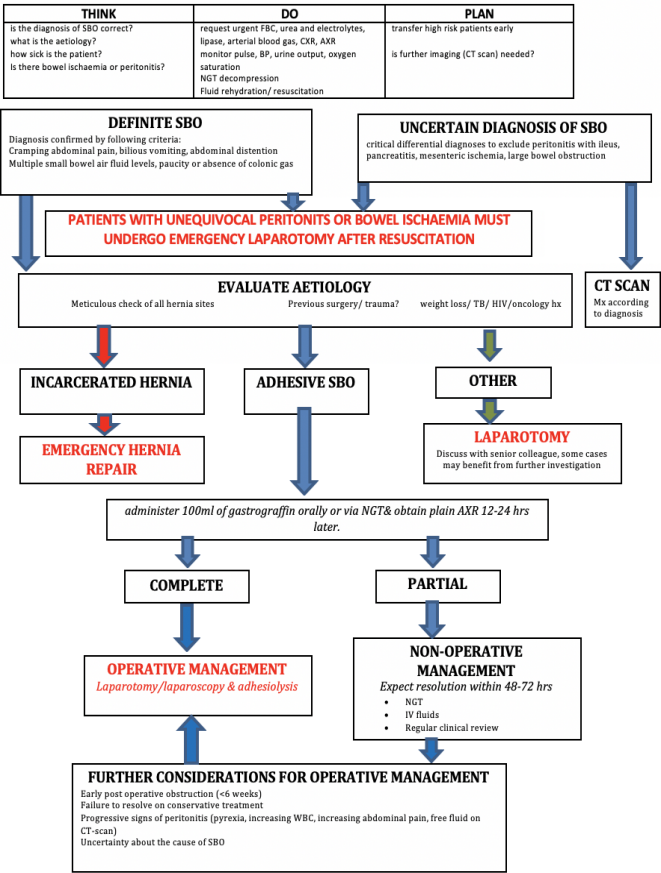 THINK
is the diagnosis of SBO correct?
what is the aetiology?
how sick is the patient?
Is there bowel ischaemia or peritonitis?
DO
request urgent FBC, urea and electrolytes,
lipase, arterial blood gas, CXR, AXR
monitor pulse, BP, urine output, oxygen
saturation
NGT decompression
Fluid rehydration/ resuscitation
PLAN
transfer high risk patients early
is further imaging (CT scan) needed?
DEFINITE SBO
Diagnosis confirmed by following criteria:
Cramping abdominal pain, bilious vomiting, abdominal distention
Multiple small bowel air fluid levels, paucity or absence of colonic gas
UNCERTAIN DIAGNOSIS OF SBO
critical differential diagnoses to exclude peritonitis with ileus,
pancreatitis, mesenteric ischemia, large bowel obstruction
PATIENTS WITH UNEQUIVOCAL PERITONITS OR BOWEL ISCHAEMIA MUST
UNDERGO EMERGENCY LAPAROTOMY AFTER RESUSCITATION
EVALUATE AETIOLOGY
Meticulous check of all hernia sites
Previous surgery/ trauma?
weight loss/ TB/ HIV/oncology hx
CT SCAN
Mx according
to diagnosis
INCARCERATED HERNIA
ADHESIVE SBO
OTHER
EMERGENCY HERNIA
REPAIR
LAPAROTOMY
Discuss with senior colleague, some cases
may benefit from further investigation
administer 100ml of gastrograffin orally or via NGT& obtain plain AXR 12-24 hrs
later.
COMPLETE
PARTIAL
OPERATIVE MANAGEMENT
Laparotomy/laparoscopy & adhesiolysis
NON-OPERATIVE
MANAGEMENT
Expect resolution within 48-72 hrs
• NGT
• IV fluids
• Regular clinical review
FURTHER CONSIDERATIONS FOR OPERATIVE MANAGEMENT
Early post operative obstruction (<6 weeks)
Failure to resolve on conservative treatment
Progressive signs of peritonitis (pyrexia, increasing WBC, increasing abdominal pain, free fluid on
CT-scan)
Uncertainty about the cause of SBO